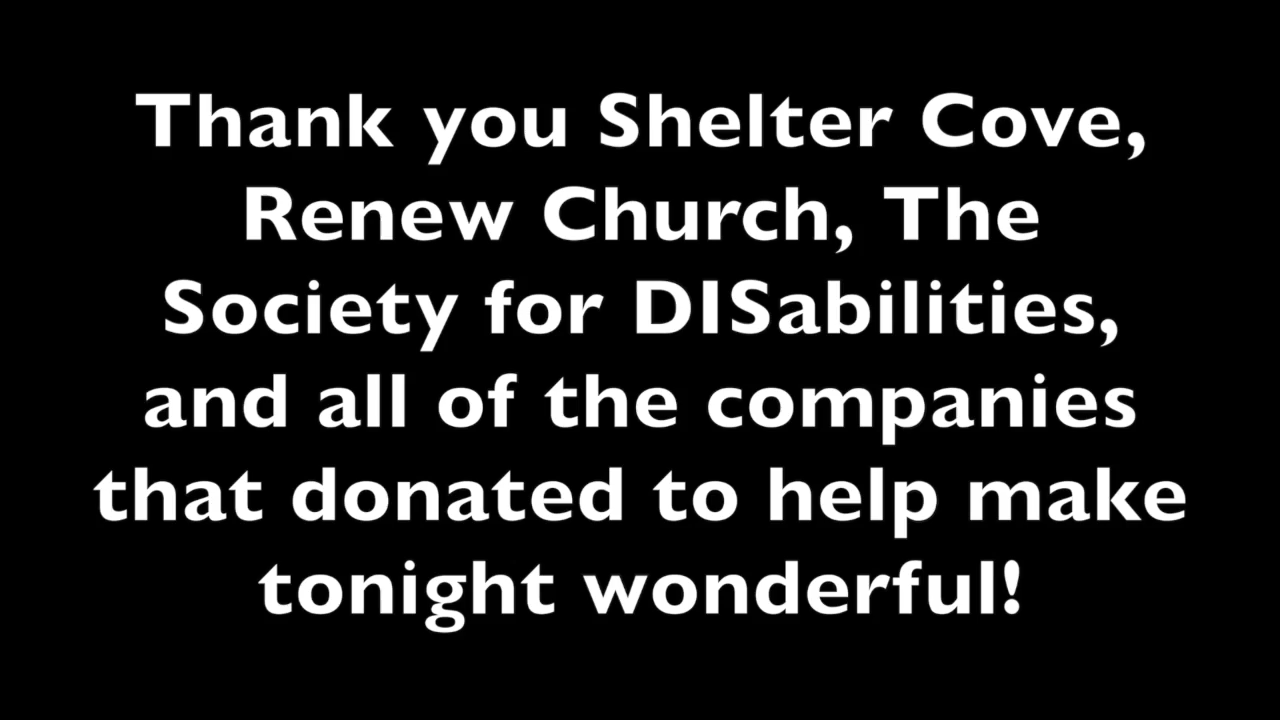 Thank you Shelter Cove,
Renew Church, The
Society for DISabilities,
and all of the companies
that donated to help make
tonight wonderful!